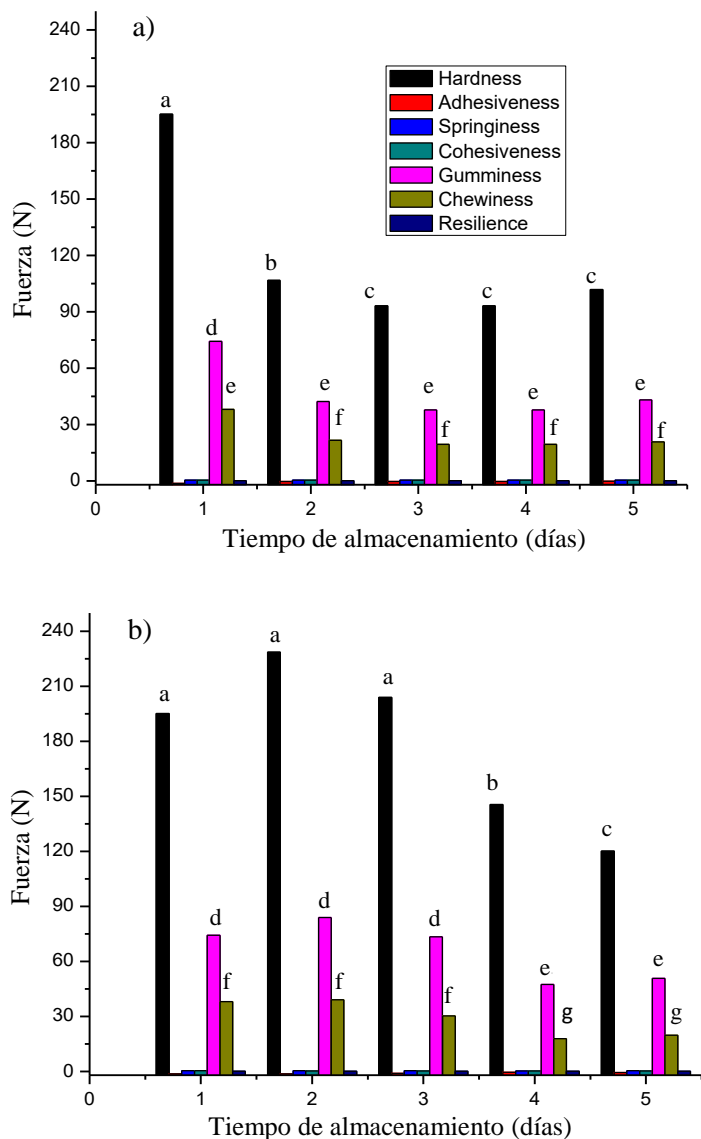 a)
240
210
180
150
120
90
60
30
0
Fuerza (N)
Hardness
Adhesiveness
Springiness
Cohesiveness
Gumminess
Chewiness
Resilience
a
b
c
c
c
d
e
e
e
e
e
f
f
f
f
0 1 2 3 4 5
Tiempo de almacenamiento (días)
b)
240
210
180
150
120
90
60
30
0
Fuerza (N)
a
a
a
b
c
d
d
d
e
e
f
f
f
g
g
0 1 2 3 4 5
Tiempo de almacenamiento (días)